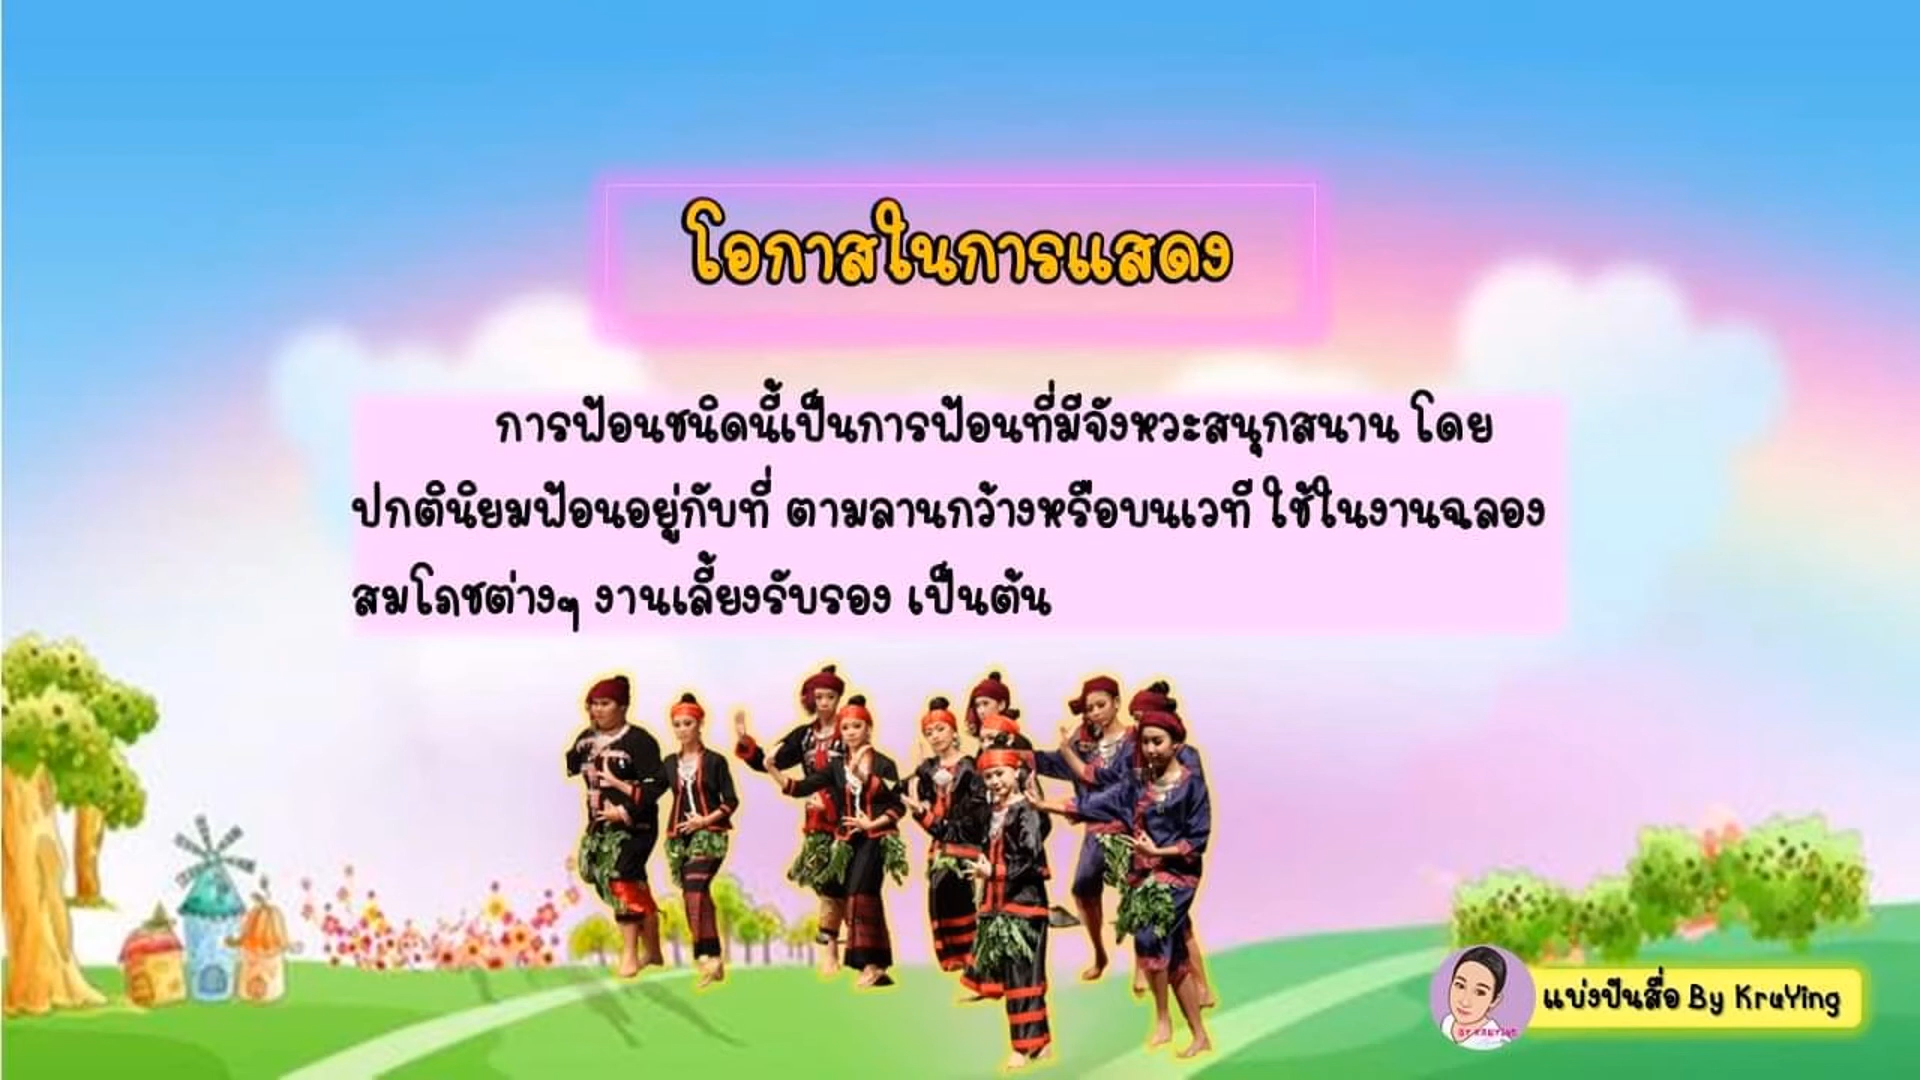 โอกาสในการแสดง
การฟ้อนชนิดนี้เป็นการฟ้อนที่มีจังหวะสนุกสนาน โดย
ปกตินิยมฟ้อนอยู่กับที่ ตามลานกว้างหรือบนเวที ใช้ในงานฉลอง
สมโภชต่างๆ งานเลี้ยงรับรอง เป็นต้น
แบ่งปันสื่อ By KruYing